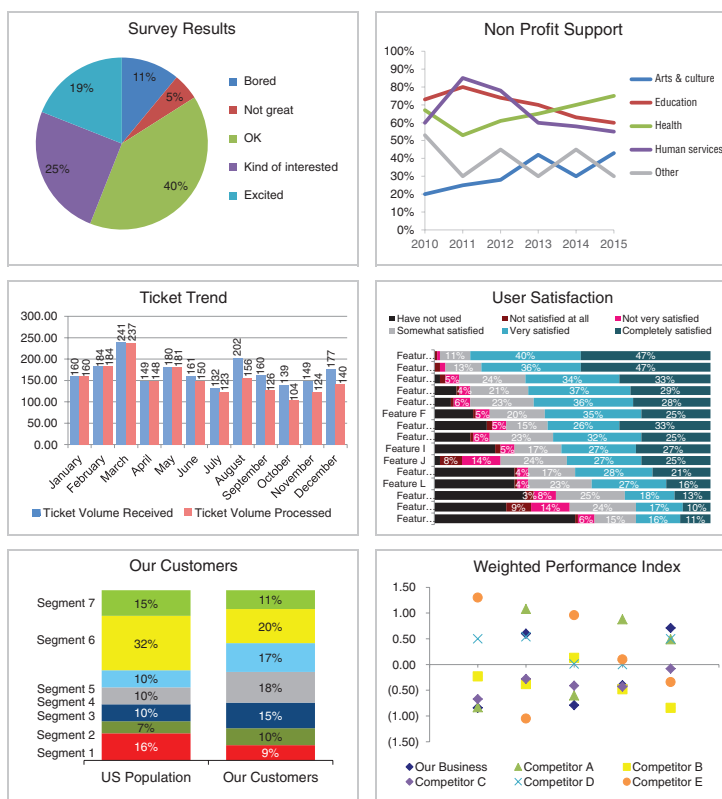 Survey Results
11%
5%
40%
25%
19%
Bored
Not great
OK
Kind of interested
Excited
Non Profit Support
100%
90%
80%
70%
60%
50%
40%
30%
20%
10%
0%
2010 2011 2012 2013 2014 2015
Arts & culture
Education
Health
Human services
Other
Ticket Trend
300.00
250.00
200.00
150.00
100.00
50.00
0.00
160 160 184 184 241 237 149 148 180 181 161 150 132 123 202 156 160 126 139 104 149 124 177 140
January February March April May June July August September October November December
Ticket Volume Received Ticket Volume Processed
User Satisfaction
Have not used Not satisfied at all Not very satisfied
Somewhat satisfied Very satisfied Completely satisfied
Featur... 11% 40% 47%
Featur... 13% 36% 47%
Featur... 5% 24% 34% 33%
Featur... 4% 21% 37% 29%
Featur... 6% 23% 36% 28%
Feature F 5% 20% 35% 25%
Featur... 5% 15% 26% 33%
Featur... 6% 23% 32% 25%
Feature I 5% 17% 27% 27%
Feature J 8% 14% 24% 27% 25%
Featur... 4% 17% 28% 21%
Feature L 4% 23% 27% 16%
Featur... 3% 8% 25% 18% 13%
Featur... 9% 14% 24% 17% 10%
Featur... 6% 15% 16% 11%
Our Customers
Segment 7 15% 11%
Segment 6 32% 20%
Segment 5 10% 17%
Segment 4 10% 18%
Segment 3 10% 15%
Segment 2 7% 10%
Segment 1 16% 9%
US Population Our Customers
Weighted Performance Index
1.50
1.00
0.50
0.00
(0.50)
(1.00)
(1.50)
Our Business Competitor A Competitor B
Competitor C Competitor D Competitor E